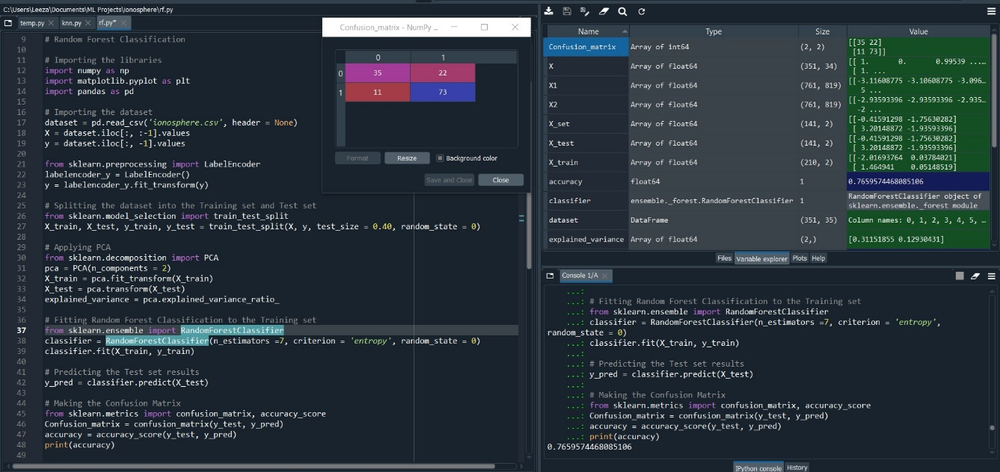 C:\Users\Leeza\Documents\ML Projects\ionosphere\rf.py
temp.py
knn.py
rf.py*
9 # Random Forest Classification
10
11 # Importing the libraries
12 import numpy as np
13 import matplotlib.pyplot as plt
14 import pandas as pd
15
16 # Importing the dataset
17 dataset = pd.read_csv('ionosphere.csv', header = None)
18 X = dataset.iloc[:, :-1].values
19 y = dataset.iloc[:, -1].values
20
21 from sklearn.preprocessing import LabelEncoder
22 labelencoder_y = LabelEncoder()
23 y = labelencoder_y.fit_transform(y)
24
25 # Splitting the dataset into the Training set and Test set
26 from sklearn.model_selection import train_test_split
27 X_train, X_test, y_train, y_test = train_test_split(X, y, test_size = 0.40, random_state = 0)
28
29 # Applying PCA
30 from sklearn.decomposition import PCA
31 pca = PCA(n_components = 2)
32 X_train = pca.fit_transform(X_train)
33 X_test = pca.transform(X_test)
34 explained_variance = pca.explained_variance_ratio_
35
36 # Fitting Random Forest Classification to the Training set
37 from sklearn.ensemble import RandomForestClassifier
38 classifier = RandomForestClassifier(n_estimators =7, criterion = 'entropy', random_state = 0)
39 classifier.fit(X_train, y_train)
40
41 # Predicting the Test set results
42 y_pred = classifier.predict(X_test)
43
44 # Making the Confusion Matrix
45 from sklearn.metrics import confusion_matrix, accuracy_score
46 Confusion_matrix = confusion_matrix(y_test, y_pred)
47 accuracy = accuracy_score(y_test, y_pred)
48 print(accuracy)
49
Confusion_matrix - NumPy ...
0 1
0 35 22
1 11 73
Format Resize Background color
Save and Close Close
Name Type Size Value
Confusion_matrix Array of int64 (2, 2) [[35 22]
[11 73]]
X Array of float64 (351, 34) [[ 1. 0. 0.99539 ....
[ 1. ...
X1 Array of float64 (761, 819) [[-3.11608775 -3.10608775 -3.096...
5 ...
X2 Array of float64 (761, 819) [[-2.93593396 -2.93593396 -2.935...
-2 ...
X_set Array of float64 (141, 2) [[-0.41591298 -1.75630282]
[ 3.20148872 -1.93593396]
X_test Array of float64 (141, 2) [[-0.41591298 -1.75630282]
[ 3.20148872 -1.93593396]
X_train Array of float64 (210, 2) [[-2.01693764 0.03784021]
[ 1.464941 0.05148519]
accuracy float64 1 0.7659574468085106
classifier ensemble._forest.RandomForestClassifier 1 RandomForestClassifier object of
sklearn.ensemble._forest module
dataset DataFrame (351, 35) Column names: 0, 1, 2, 3, 4, 5, ...
explained_variance Array of float64 (2,) [0.31151855 0.12930431]
Files Variable explorer Plots Help
Console 1/A
...:
...: # Fitting Random Forest Classification to the Training set
...: from sklearn.ensemble import RandomForestClassifier
...: classifier = RandomForestClassifier(n_estimators =7, criterion = 'entropy',
random_state = 0)
...: classifier.fit(X_train, y_train)
...:
...: # Predicting the Test set results
...: y_pred = classifier.predict(X_test)
...:
...: # Making the Confusion Matrix
...: from sklearn.metrics import confusion_matrix, accuracy_score
...: Confusion_matrix = confusion_matrix(y_test, y_pred)
...: accuracy = accuracy_score(y_test, y_pred)
...: print(accuracy)
0.7659574468085106
IPython console History